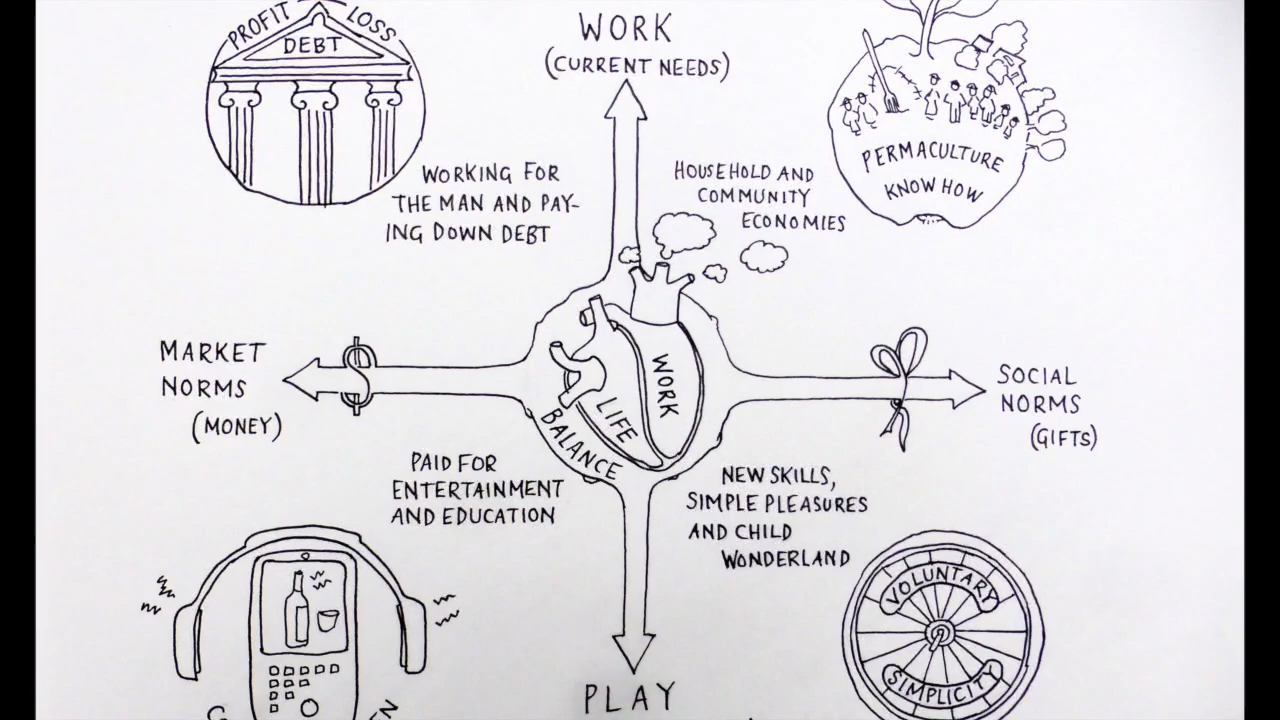 PROFIT LOSS
DEBT
WORK
(CURRENT NEEDS)
PERMACULTURE
KNOW HOW
WORKING FOR
THE MAN AND PAY-
ING DOWN DEBT
HOUSEHOLD AND
COMMUNITY
ECONOMIES
MARKET
NORMS
(MONEY)
$
WORK
LIFE
BALANCE
SOCIAL
NORMS
(GIFTS)
PAID FOR
ENTERTAINMENT
AND EDUCATION
NEW SKILLS,
SIMPLE PLEASURES
AND CHILD
WONDERLAND
VOLUNTARY
SIMPLICITY
PLAY